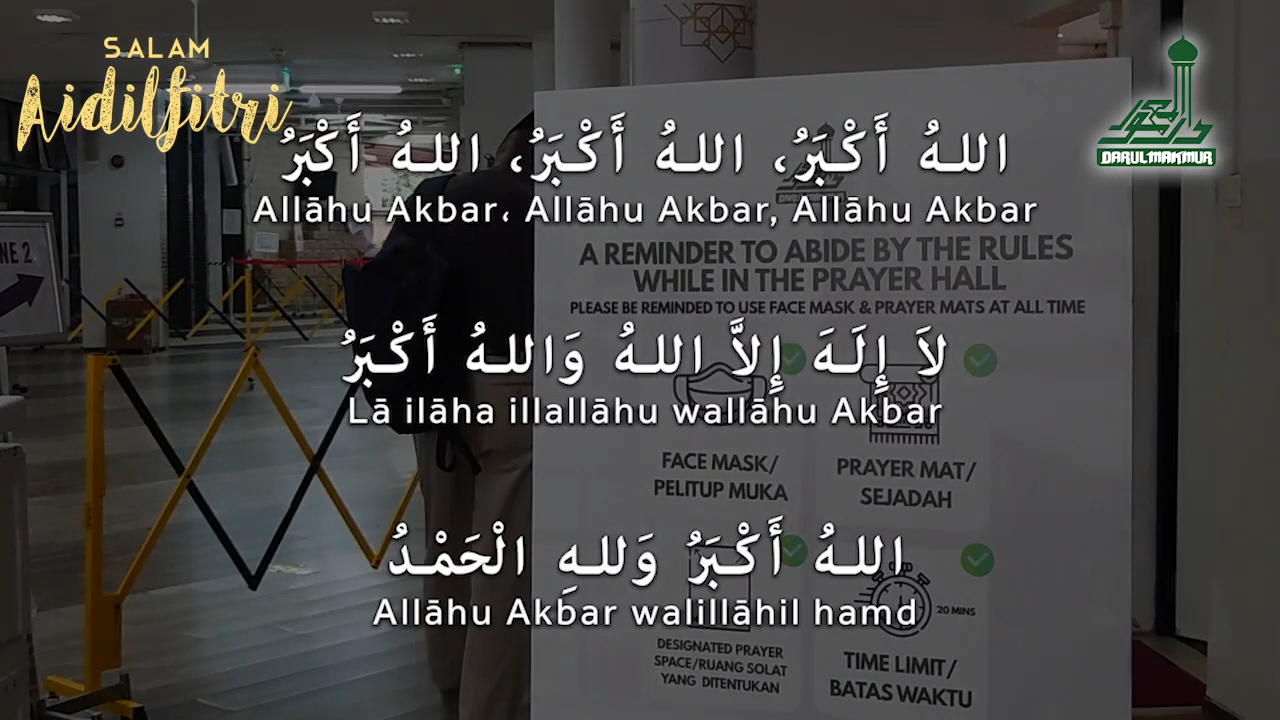 SALAM
Aidilfitri
DARUL MAKMUR
اللهُ أَكْبَرُ، اللهُ أَكْبَرُ، اللهُ أَكْبَرُ
Allāhu Akbar، Allāhu Akbar, Allāhu Akbar
A REMINDER TO ABIDE BY THE RULES
WHILE IN THE PRAYER HALL
PLEASE BE REMINDED TO USE FACE MASK & PRAYER MATS AT ALL TIME
لاَ إِلَهَ إِلاَّ اللهُ وَاللهُ أَكْبَرُ
Lā ilāha illallāhu wallāhu Akbar
FACE MASK/
PELITUP MUKA
PRAYER MAT/
SEJADAH
اللهُ أَكْبَرُ وَللهِ الْحَمْدُ
Allāhu Akbar walillāhil hamd
20 MINS
DESIGNATED PRAYER
SPACE/RUANG SOLAT
YANG DITENTUKAN
TIME LIMIT/
BATAS WAKTU